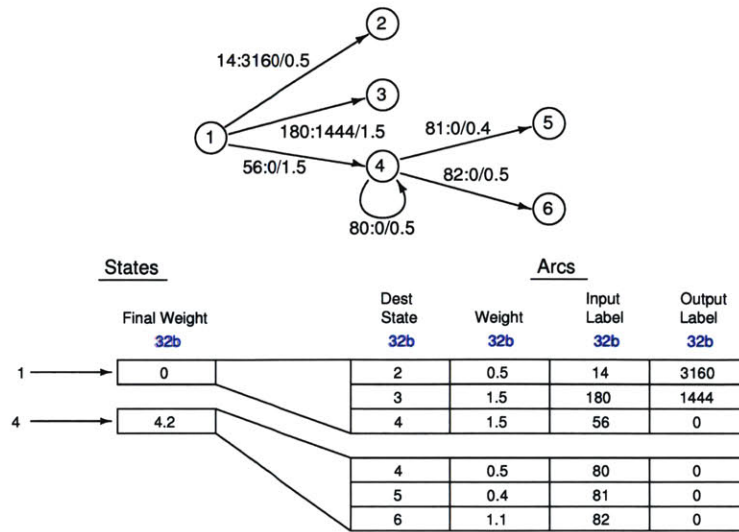 2
14:3160/0.5
3
1
180:1444/1.5
81:0/0.4
5
56:0/1.5
4
82:0/0.5
6
80:0/0.5
States
Arcs
Final Weight
32b
Dest State
32b
Weight
32b
Input Label
32b
Output Label
32b
1 0 2 0.5 14 3160
3 1.5 180 1444
4 1.5 56 0
4 4.2
4 0.5 80 0
5 0.4 81 0
6 1.1 82 0